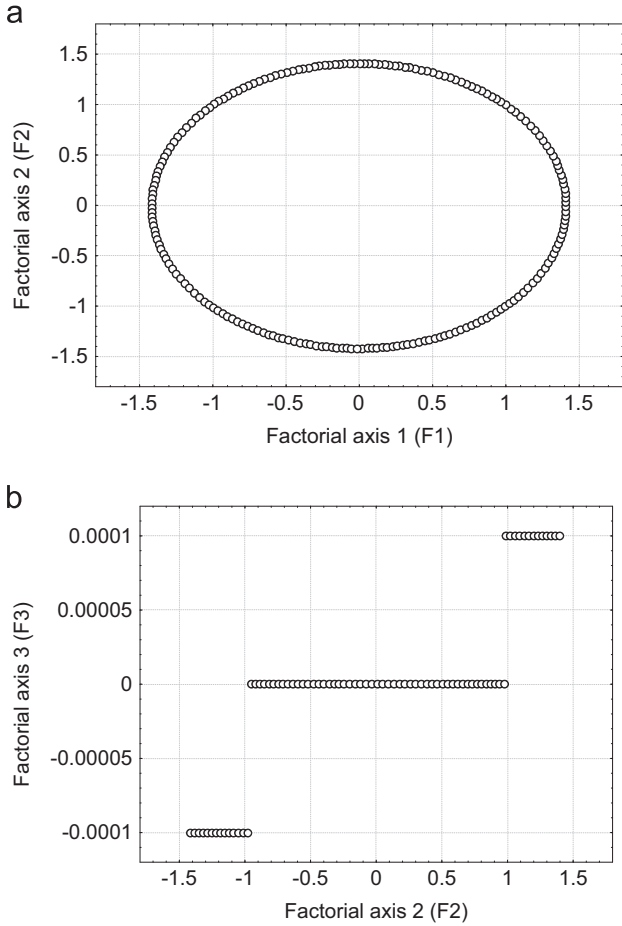 a
1.5
1
0.5
0
-0.5
-1
-1.5
Factorial axis 2 (F2)
-1.5 -1 -0.5 0 0.5 1 1.5
Factorial axis 1 (F1)
b
0.0001
0.00005
0
-0.00005
-0.0001
Factorial axis 3 (F3)
-1.5 -1 -0.5 0 0.5 1 1.5
Factorial axis 2 (F2)